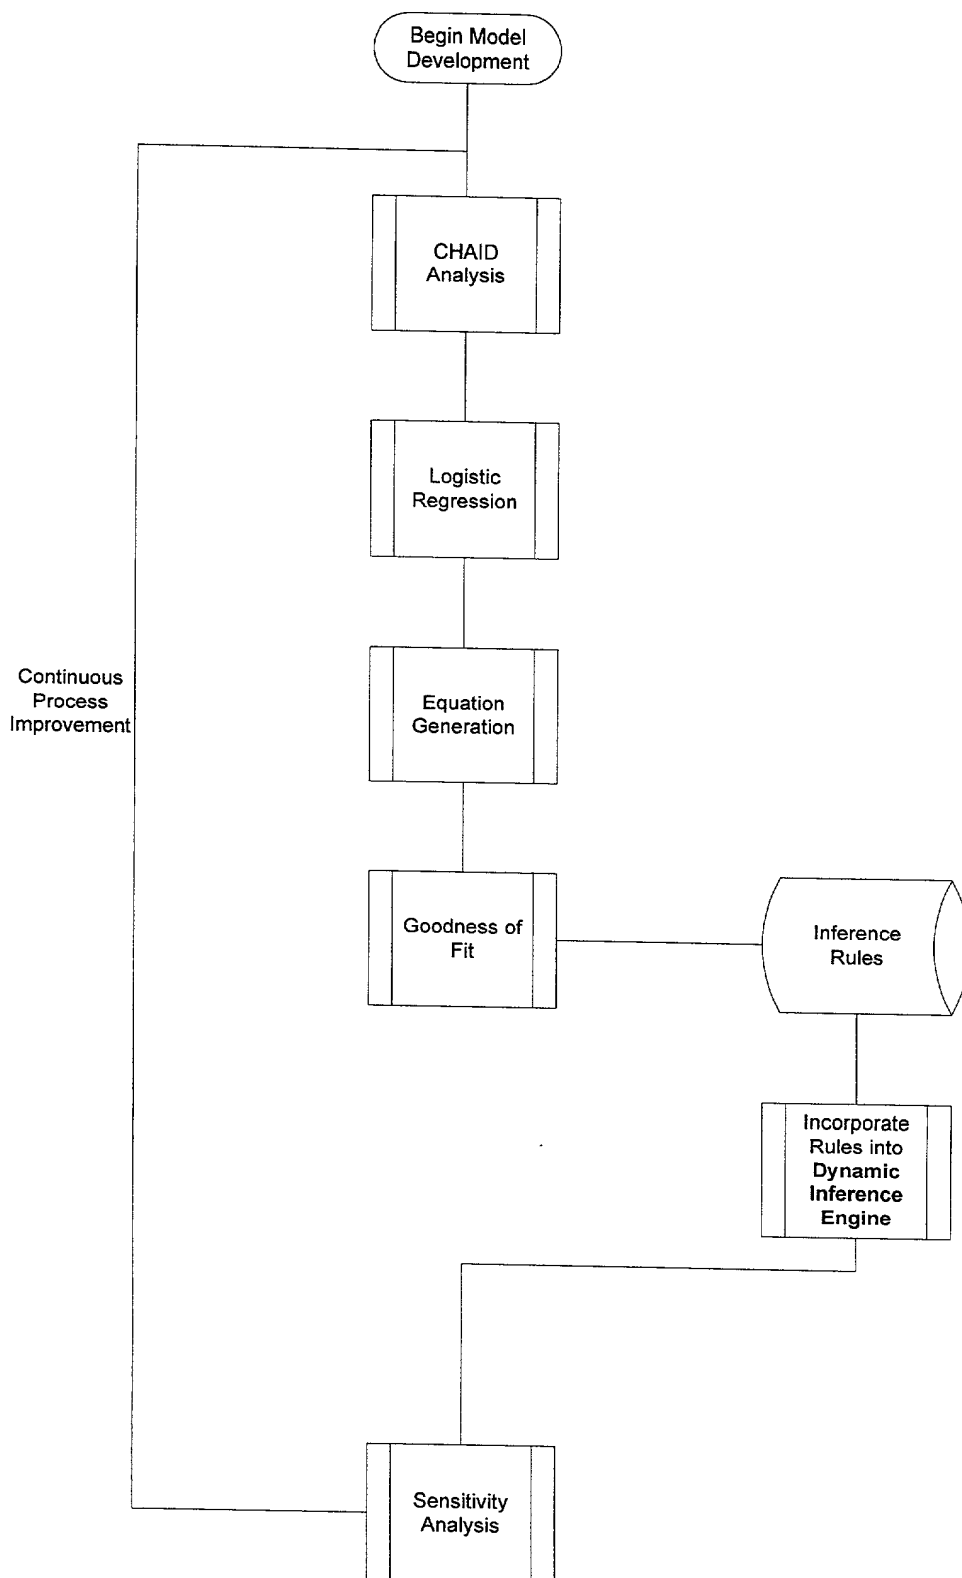 Begin Model
Development
CHAID
Analysis
Logistic
Regression
Continuous
Process
Improvement
Equation
Generation
Goodness of
Fit
Inference
Rules
Incorporate
Rules into
Dynamic
Inference
Engine
Sensitivity
Analysis